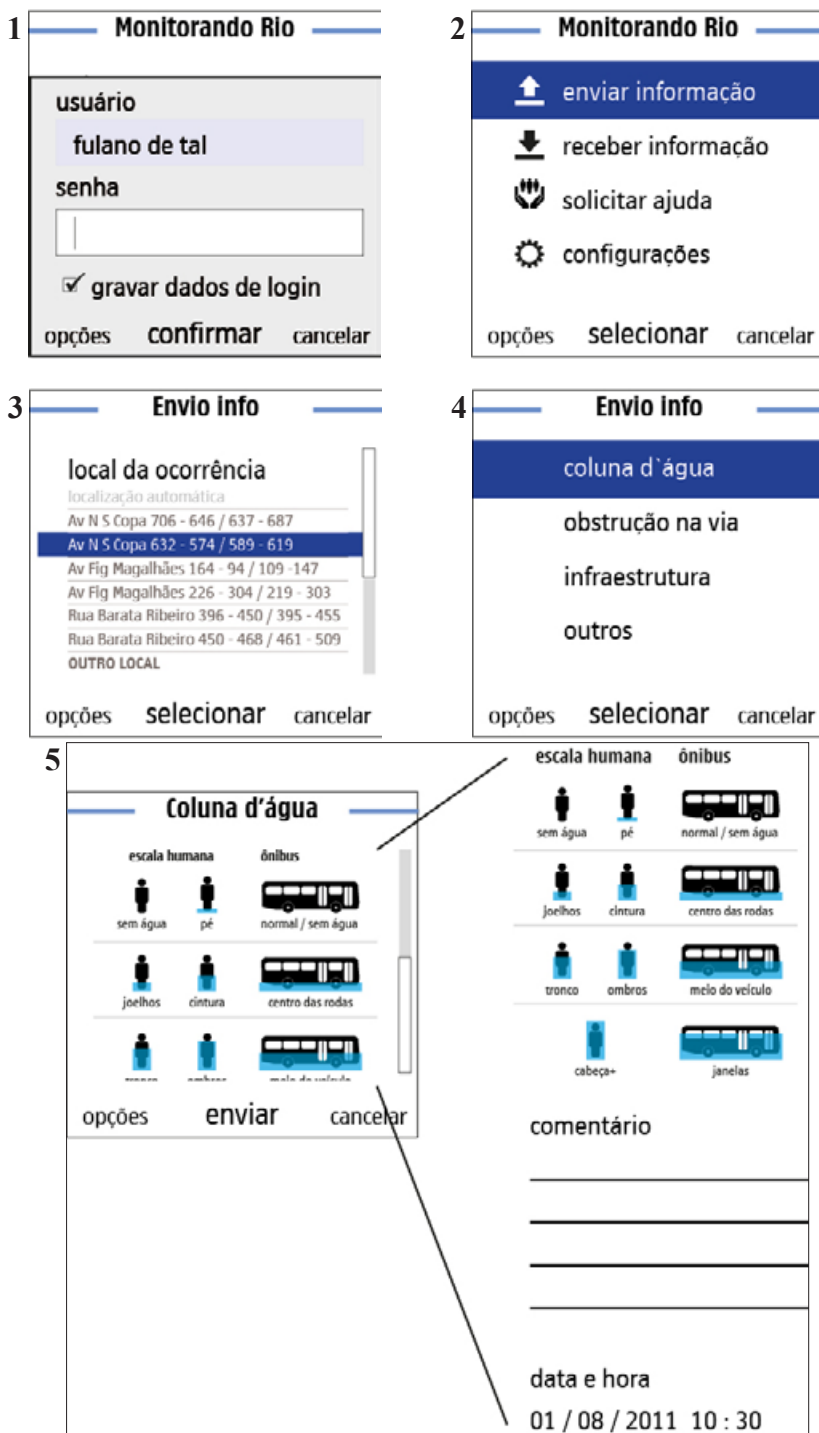 1
Monitorando Rio
usuário
fulano de tal
senha
gravar dados de login
opções confirmar cancelar
2
Monitorando Rio
enviar informação
receber informação
solicitar ajuda
configurações
opções selecionar cancelar
3
Envio info
local da ocorrência
localização automática
Av N S Copa 706 - 646 / 637 - 687
Av N S Copa 632 - 574 / 589 - 619
Av Fig Magalhães 164 - 94 / 109 -147
Av Fig Magalhães 226 - 304 / 219 - 303
Rua Barata Ribeiro 396 - 450 / 395 - 455
Rua Barata Ribeiro 450 - 468 / 461 - 509
OUTRO LOCAL
opções selecionar cancelar
4
Envio info
coluna d`água
obstrução na via
infraestrutura
outros
opções selecionar cancelar
5
Coluna d'água
escala humana ônibus
sem água pé normal / sem água
joelhos cintura centro das rodas
tronco ombros meio do veículo
opções enviar cancelar
escala humana ônibus
sem água pé normal / sem água
joelhos cintura centro das rodas
tronco ombros meio do veículo
cabeça+ janelas
comentário
data e hora
01 / 08 / 2011 10 : 30